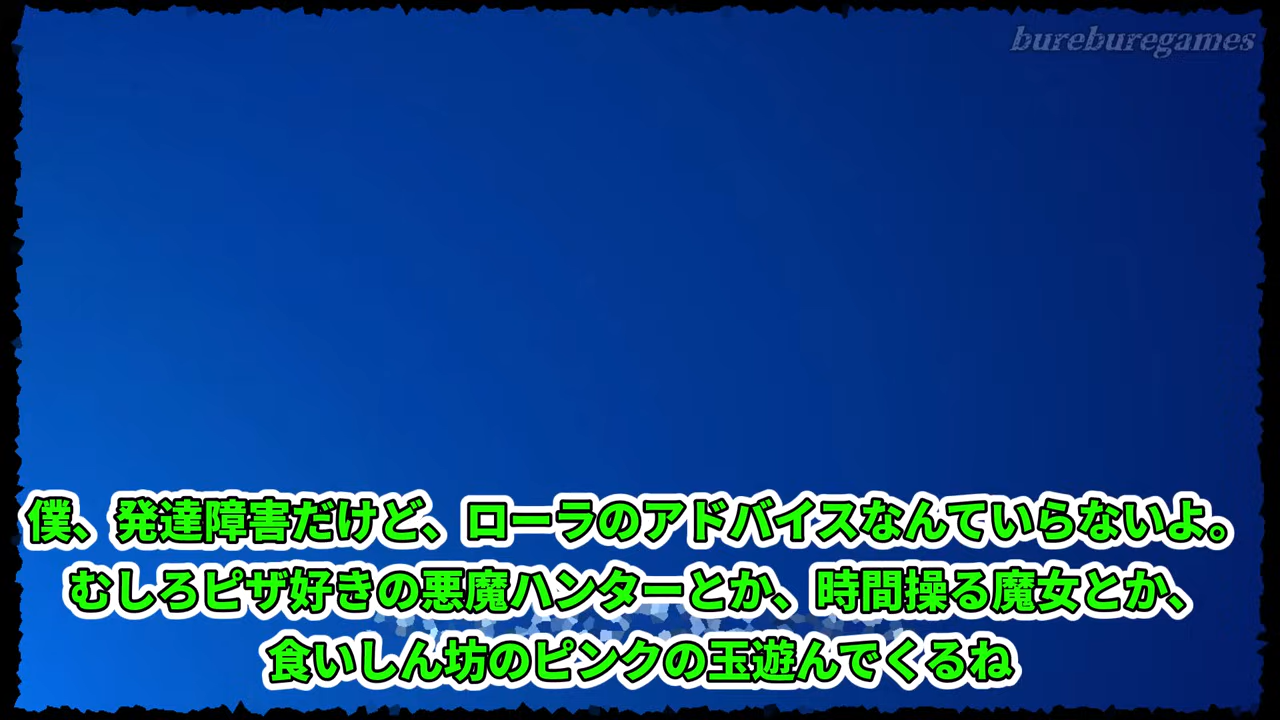 bureburegames
僕、発達障害だけど、ローラのアドバイスなんていらないよ。
むしろピザ好きの悪魔ハンターとか、時間操る魔女とか、
食いしん坊のピンクの玉遊んでくるね